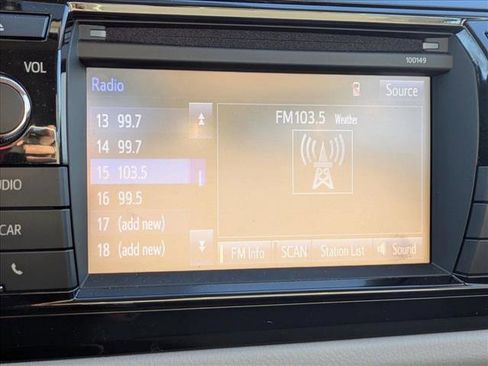 100149
VOL
Radio
Source
13 99.7
14 99.7
15 103.5
16 99.5
17 (add new)
18 (add new)
FM103.5 Weather
FM Info
SCAN
Station List
Sound
UDIO
CAR